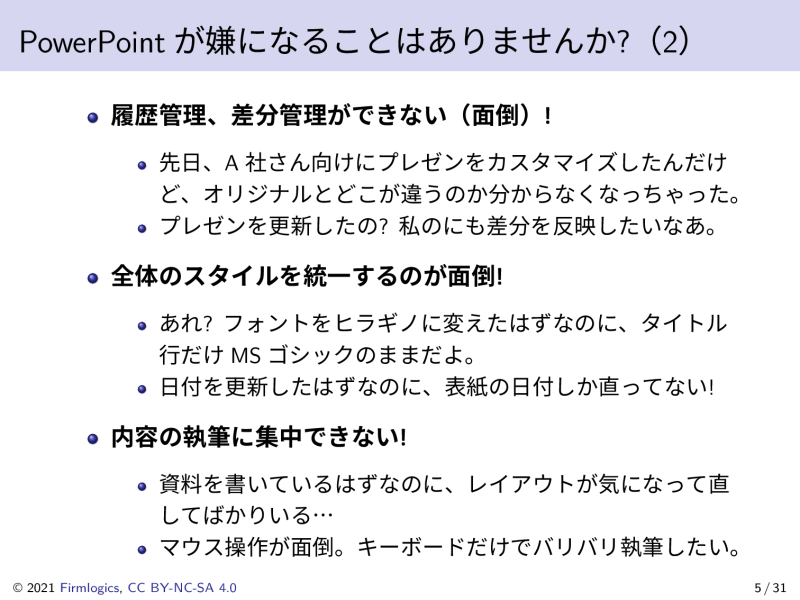 PowerPoint が嫌になることはありませんか?（2）
履歴管理、差分管理ができない（面倒）!
先日、A 社さん向けにプレゼンをカスタマイズしたんだけ
ど、オリジナルとどこが違うのか分からなくなっちゃった。
プレゼンを更新したの? 私のにも差分を反映したいなあ。
全体のスタイルを統一するのが面倒!
あれ? フォントをヒラギノに変えたはずなのに、タイトル
行だけ MS ゴシックのままだよ。
日付を更新したはずなのに、表紙の日付しか直ってない!
内容の執筆に集中できない!
資料を書いているはずなのに、レイアウトが気になって直
してばかりいる…
マウス操作が面倒。キーボードだけでバリバリ執筆したい。
© 2021 Firmlogics, CC BY-NC-SA 4.0
5 / 31